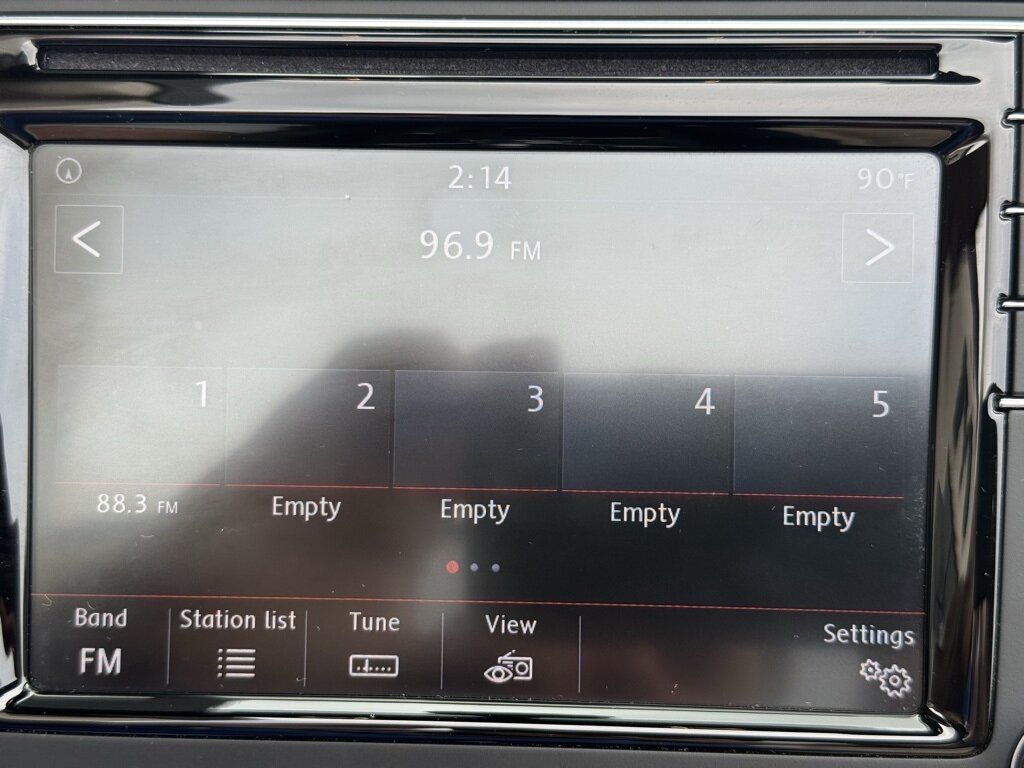 2:14
90°F
96.9 FM
1
2
3
4
5
88.3 FM
Empty
Empty
Empty
Empty
Band
Station list
Tune
View
Settings
FM